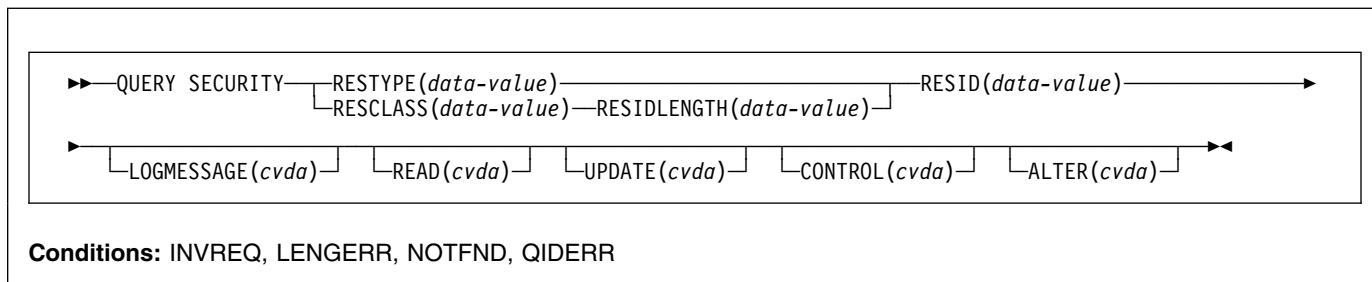 QUERY SECURITY RESTYPE(data-value) RESID(data-value)
RESCLASS(data-value) RESIDLENGTH(data-value)
LOGMESSAGE(cvda) READ(cvda) UPDATE(cvda) CONTROL(cvda) ALTER(cvda)
Conditions: INVREQ, LENGERR, NOTFND, QIDERR